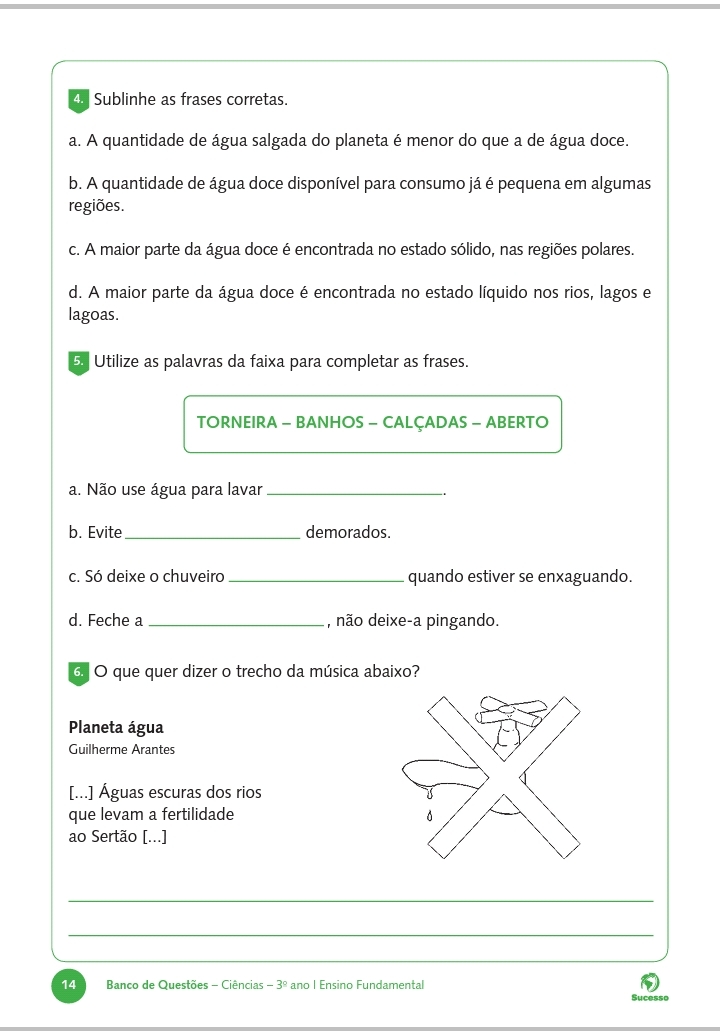 4. Sublinhe as frases corretas.
a. A quantidade de água salgada do planeta é menor do que a de água doce.
b. A quantidade de água doce disponível para consumo já é pequena em algumas
regiões.
c. A maior parte da água doce é encontrada no estado sólido, nas regiões polares.
d. A maior parte da água doce é encontrada no estado líquido nos rios, lagos e
lagoas.
5. Utilize as palavras da faixa para completar as frases.
TORNEIRA – BANHOS – CALÇADAS – ABERTO
a. Não use água para lavar ____________________.
b. Evite ____________________ demorados.
c. Só deixe o chuveiro ____________________ quando estiver se enxaguando.
d. Feche a ____________________, não deixe-a pingando.
6. O que quer dizer o trecho da música abaixo?
Planeta água
Guilherme Arantes
[...] Águas escuras dos rios
que levam a fertilidade
ao Sertão [...]
14 Banco de Questões – Ciências – 3º ano I Ensino Fundamental
Sucesso